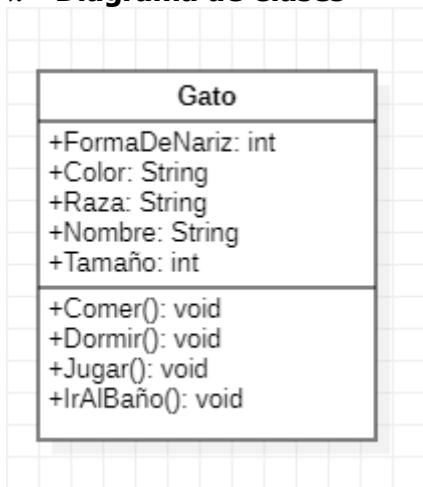 Diagrama de Clases
Gato
+FormaDeNariz: int
+Color: String
+Raza: String
+Nombre: String
+Tamaño: int
+Comer(): void
+Dormir(): void
+Jugar(): void
+IrAlBaño(): void